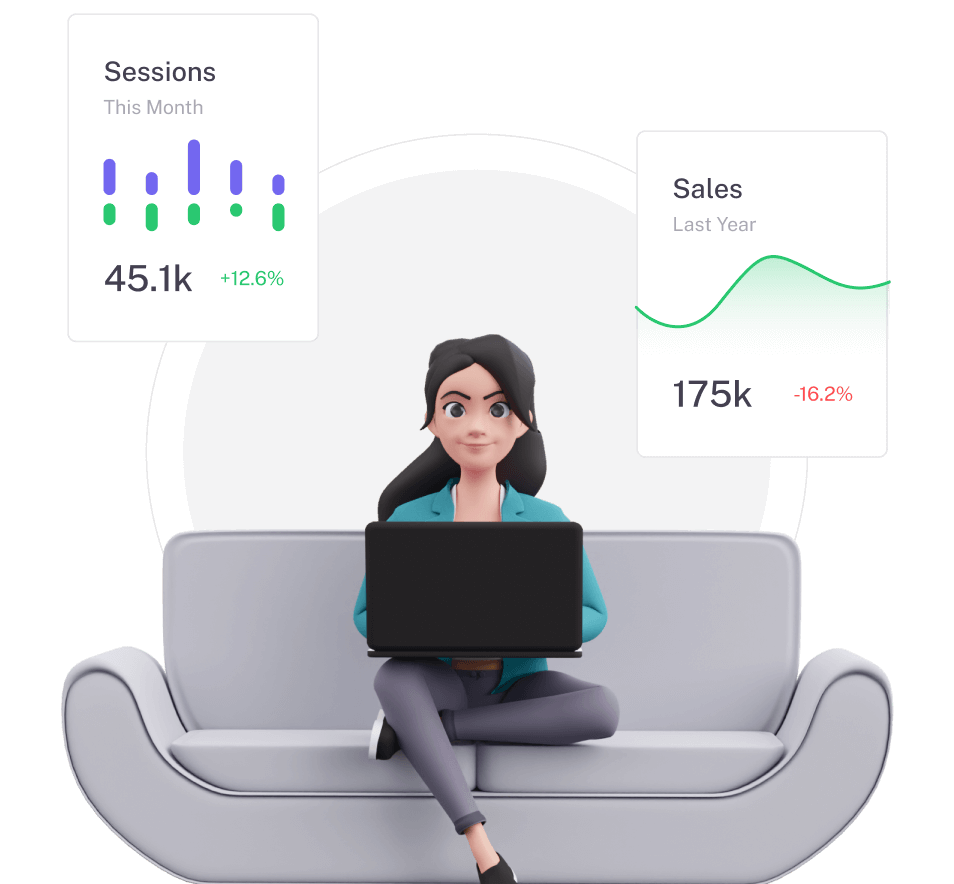 Sessions
This Month
45.1k +12.6%
Sales
Last Year
175k -16.2%